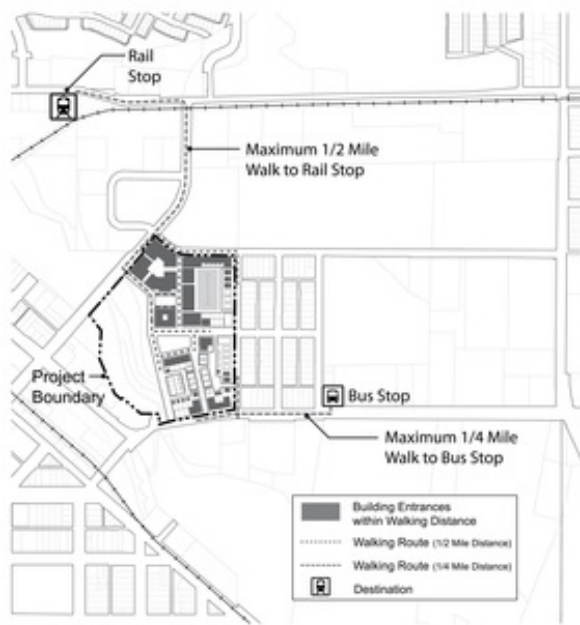 Rail
Stop
Maximum 1/2 Mile
Walk to Rail Stop
Project
Boundary
Bus Stop
Maximum 1/4 Mile
Walk to Bus Stop
Building Entrances
within Walking Distance
Walking Route (1/2 Mile Distance)
Walking Route (1/4 Mile Distance)
Destination